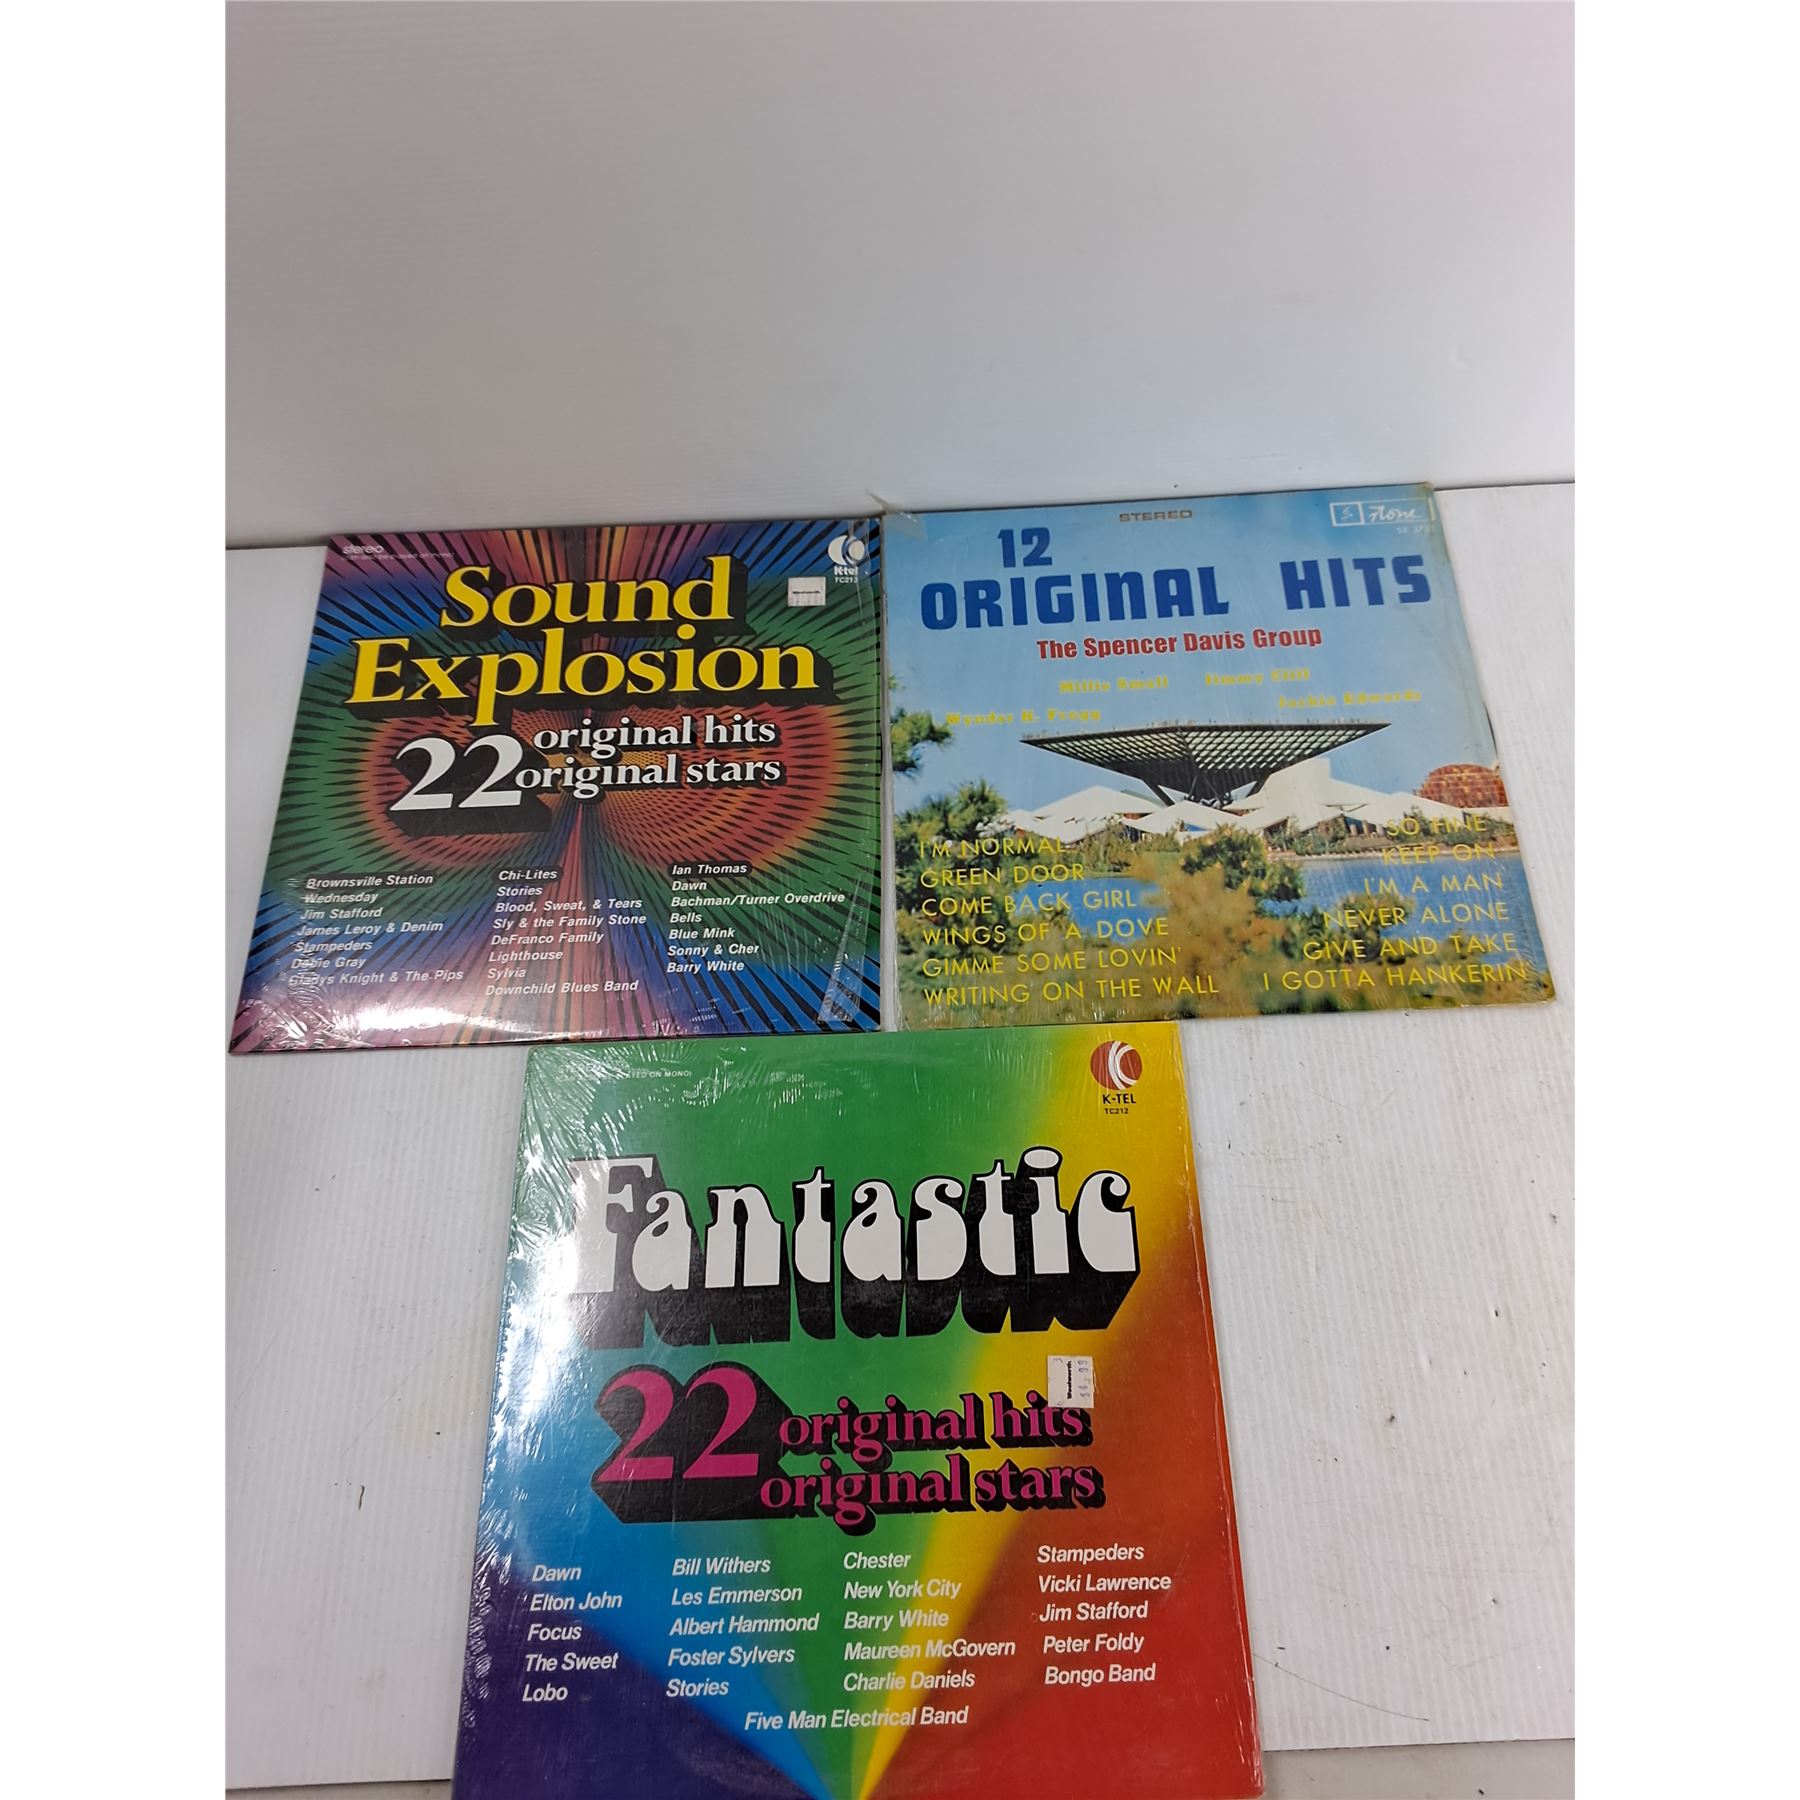 stereo
K-tel
TC213
Woolworth
Sound
Explosion
22 original hits
original stars
Brownsville Station
Wednesday
Jim Stafford
James Leroy & Denim
Stampeders
Dobie Gray
Gladys Knight & The Pips
Chi-Lites
Stories
Blood, Sweat, & Tears
Sly & the Family Stone
DeFranco Family
Lighthouse
Sylvia
Downchild Blues Band
Ian Thomas
Dawn
Bachman/Turner Overdrive
Bells
Blue Mink
Sonny & Cher
Barry White
STEREO
12
ORIGINAL HITS
The Spencer Davis Group
Millie Small Jimmy Cliff
Wynder K. Frogg Jackie Edwards
I'M NORMAL
GREEN DOOR
COME BACK GIRL
WINGS OF A DOVE
GIMME SOME LOVIN'
WRITING ON THE WALL
SO FINE
KEEP ON
I'M A MAN
NEVER ALONE
GIVE AND TAKE
I GOTTA HANKERIN'
STEREO
K-TEL
TC212
Fantastic
3
Woolworth
22 original hits
original stars
Dawn
Elton John
Focus
The Sweet
Lobo
Bill Withers
Les Emmerson
Albert Hammond
Foster Sylvers
Stories
Chester
New York City
Barry White
Maureen McGovern
Charlie Daniels
Stampeders
Vicki Lawrence
Jim Stafford
Peter Foldy
Bongo Band
Five Man Electrical Band